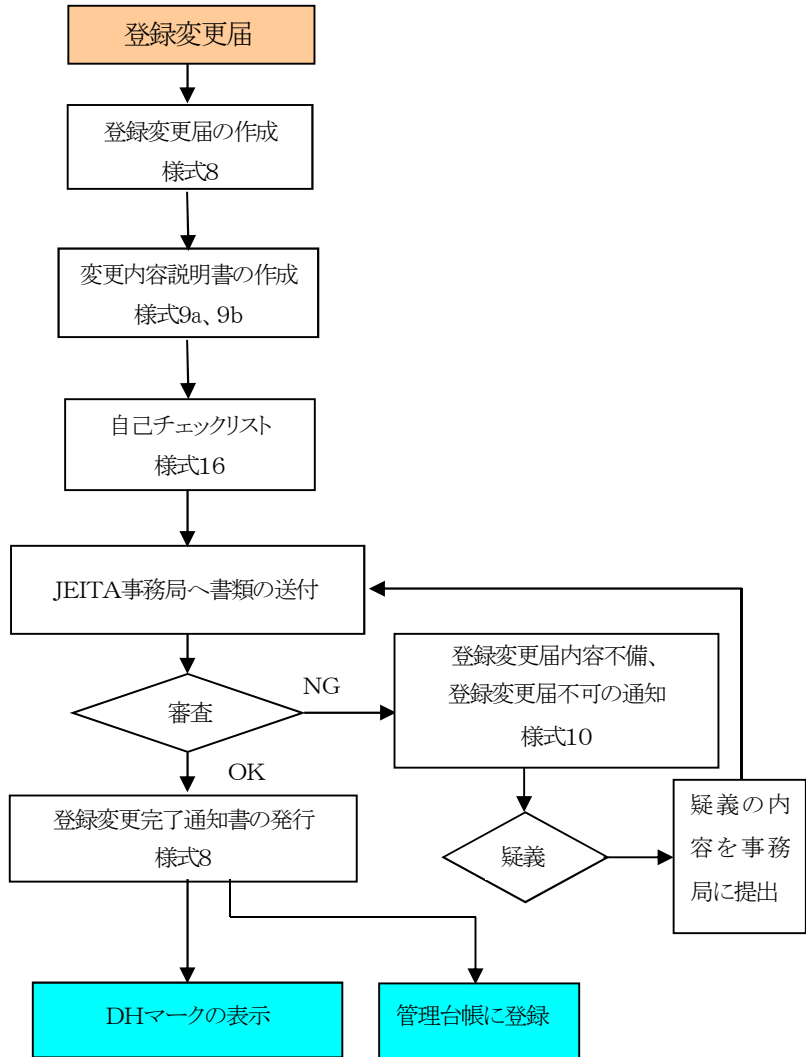 登録変更届
登録変更届の作成
様式8
変更内容説明書の作成
様式9a、9b
自己チェックリスト
様式16
JEITA事務局へ書類の送付
審査
NG
OK
登録変更届内容不備、
登録変更届不可の通知
様式10
疑義
疑義の内
容を事務
局に提出
登録変更完了通知書の発行
様式8
DHマークの表示
管理台帳に登録